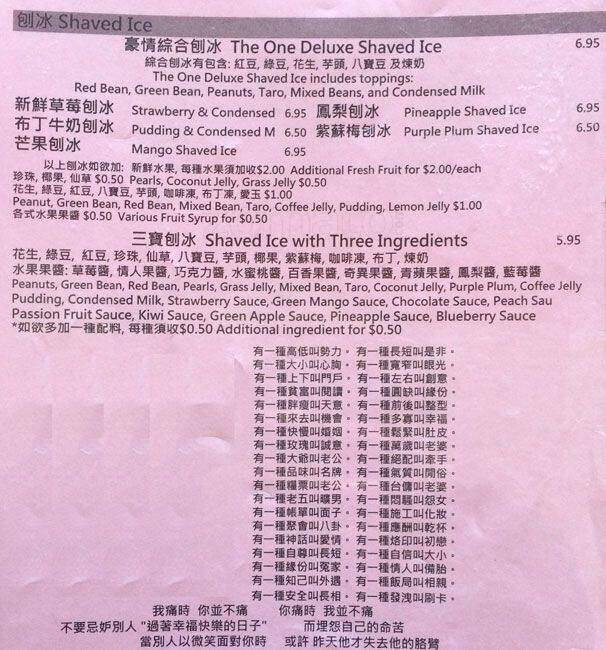 刨冰 Shaved Ice
豪情綜合刨冰 The One Deluxe Shaved Ice 6.95
綜合刨冰有包含: 紅豆, 綠豆, 花生, 芋頭, 八寶豆 及煉奶
The One Deluxe Shaved Ice includes toppings:
Red Bean, Green Bean, Peanuts, Taro, Mixed Beans, and Condensed Milk
新鮮草莓刨冰 Strawberry & Condensed 6.95 鳳梨刨冰 Pineapple Shaved Ice 6.95
布丁牛奶刨冰 Pudding & Condensed M 6.50 紫蘇梅刨冰 Purple Plum Shaved Ice 6.50
芒果刨冰 Mango Shaved Ice 6.95
以上刨冰如欲加: 新鮮水果, 每種水果須加收$2.00 Additional Fresh Fruit for $2.00/each
珍珠, 椰果, 仙草 $0.50 Pearls, Coconut Jelly, Grass Jelly $0.50
花生, 綠豆, 紅豆, 八寶豆, 芋頭, 咖啡凍, 布丁凍, 愛玉 $1.00
Peanut, Green Bean, Red Bean, Mixed Bean, Taro, Coffee Jelly, Pudding, Lemon Jelly $1.00
各式水果果醬 $0.50 Various Fruit Syrup for $0.50
三寶刨冰 Shaved Ice with Three Ingredients 5.95
花生, 綠豆, 紅豆, 珍珠, 仙草, 八寶豆, 芋頭, 椰果, 紫蘇梅, 咖啡凍, 布丁, 煉奶
水果果醬: 草莓醬, 情人果醬, 巧克力醬, 水蜜桃醬, 百香果醬, 奇異果醬, 青蘋果醬, 鳳梨醬, 藍莓醬
Peanuts, Green Bean, Red Bean, Pearls, Grass Jelly, Mixed Bean, Taro, Coconut Jelly, Purple Plum, Coffee Jelly
Pudding, Condensed Milk, Strawberry Sauce, Green Mango Sauce, Chocolate Sauce, Peach Sau
Passion Fruit Sauce, Kiwi Sauce, Green Apple Sauce, Pineapple Sauce, Blueberry Sauce
*如欲多加一種配料, 每種須收$0.50 Additional ingredient for $0.50
有一種高低叫勢力。有一種長短叫是非。
有一種大小叫心胸。有一種寬窄叫眼光。
有一種上下叫門戶。有一種左右叫創意。
有一種貧富叫閱讀。有一種圓缺叫緣份。
有一種胖瘦叫天意。有一種前後叫整型。
有一種來去叫機會。有一種多寡叫幸福。
有一種快慢叫婚姻。有一種鬆緊叫肚皮。
有一種玫瑰叫誠意。有一種萬歲叫老婆。
有一種大爺叫老公。有一種絕配叫牽手。
有一種品味叫名牌。有一種氣質叫閒俗。
有一種糧票叫老公。有一種台傭叫老婆。
有一種老五叫曠男。有一種悶騷叫怨女。
有一種帳單叫面子。有一種施工叫化妝。
有一種聚會叫八卦。有一種應酬叫乾杯。
有一種神話叫愛情。有一種烙印叫初戀。
有一種自尊叫長短。有一種自信叫大小。
有一種緣份叫冤家。有一種情人叫備胎。
有一種知己叫外遇。有一種飯局叫相親。
有一種安全叫長相。有一種發洩叫刷卡。
我痛時 你並不痛 你痛時 我並不痛
不要忌妒別人 "過著幸福快樂的日子" 而埋怨自己的命苦
當別人以微笑面對你時 或許 昨天他才失去他的胳臂